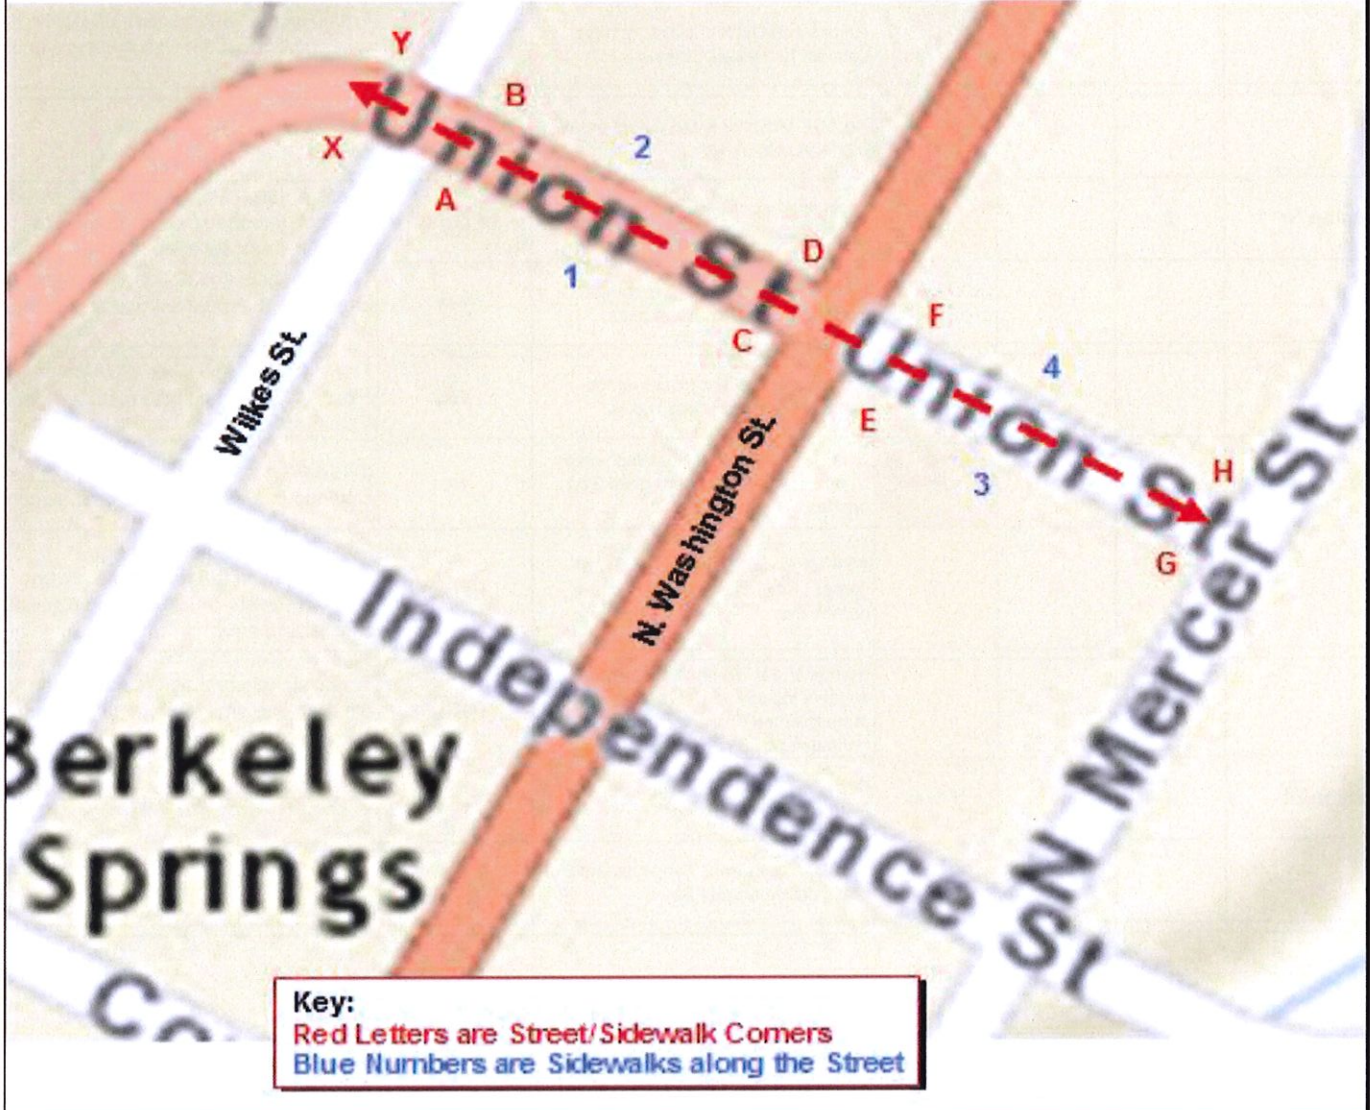 Y
B
2
X
A
Union St
1
D
C
F
Union St
4
E
3
H
G
Wilkes St.
N. Washington St.
N Mercer St
Independence St
Berkeley
Springs
Key:
Red Letters are Street/Sidewalk Corners
Blue Numbers are Sidewalks along the Street